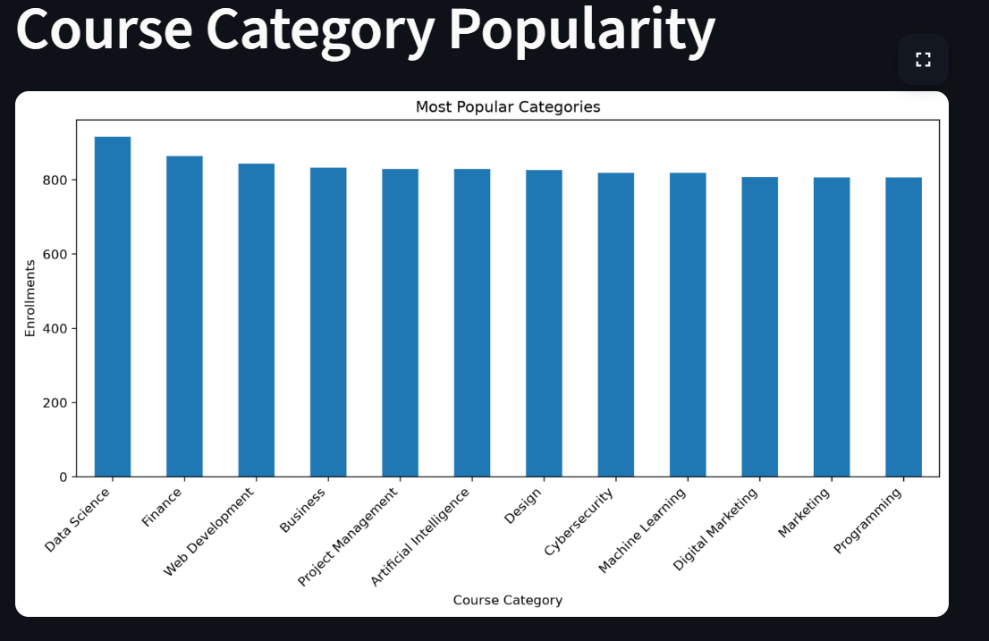 Course Category Popularity
Most Popular Categories
Enrollments
800
600
400
200
0
Data Science
Finance
Web Development
Business
Project Management
Artificial Intelligence
Design
Cybersecurity
Machine Learning
Digital Marketing
Marketing
Programming
Course Category